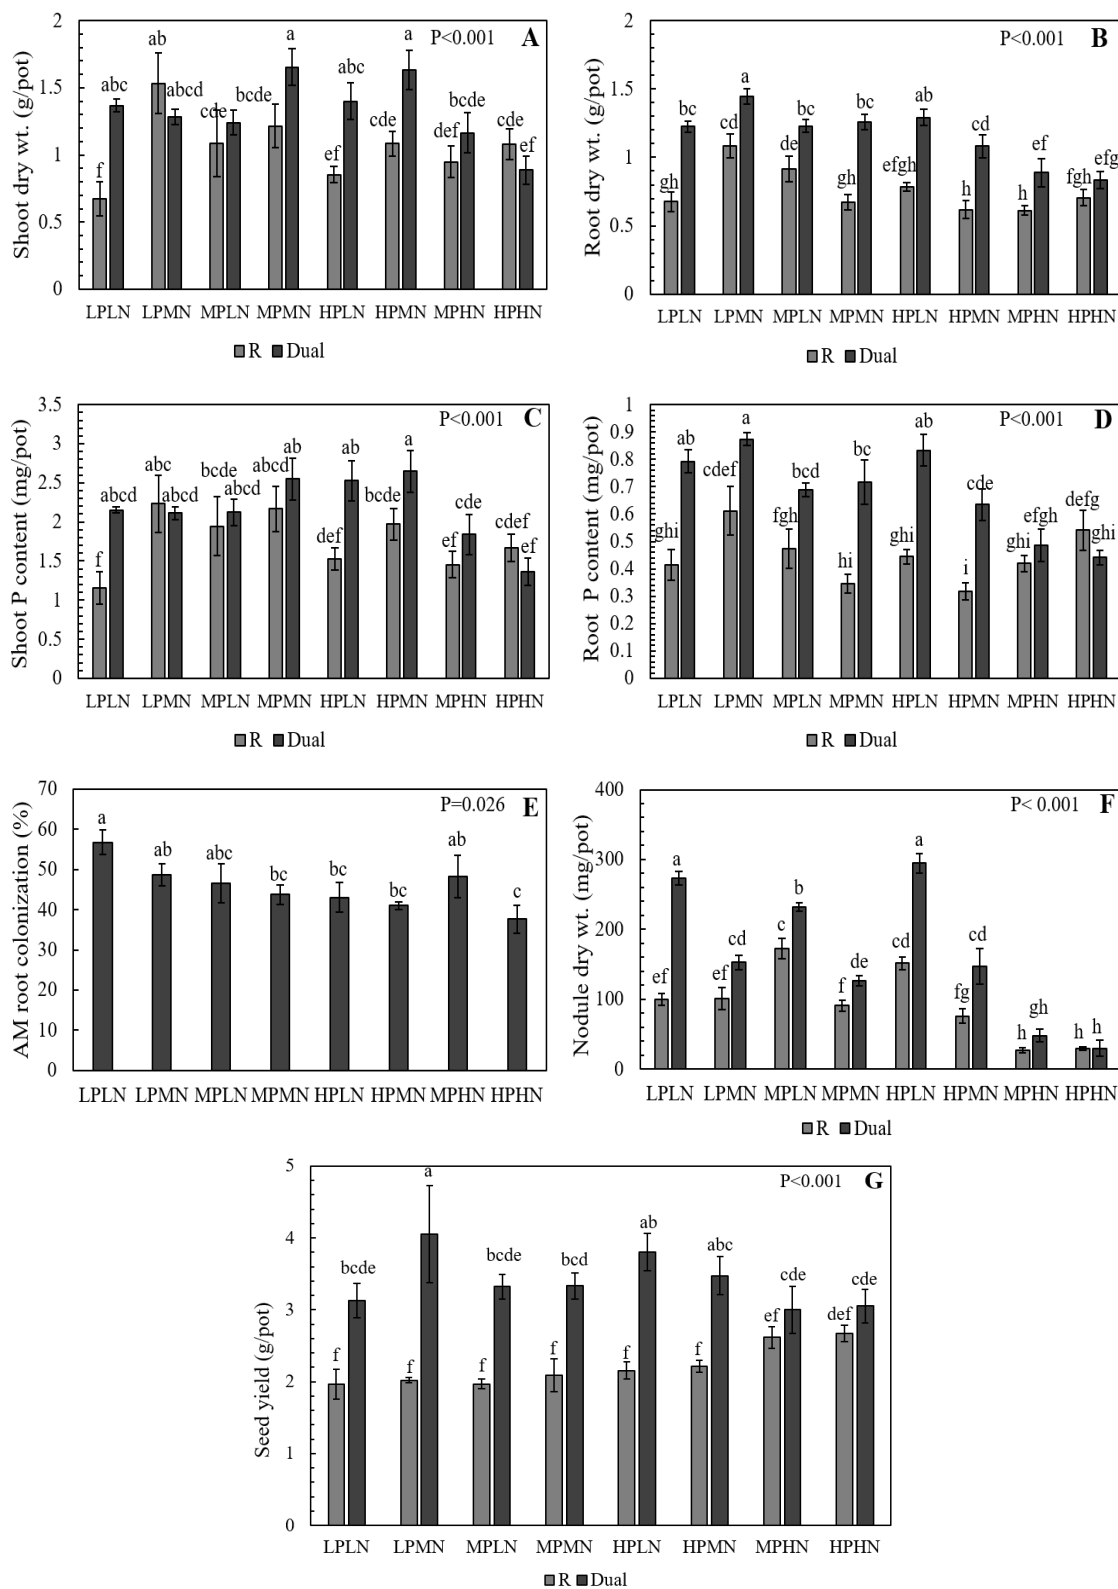 P<0.001 A
Shoot dry wt. (g/pot)
2
1.5
1
0.5
0
f abc ab abcd cde bcde a ef abc cde a def bcde cde ef
LPLN LPMN MPLN MPMN HPLN HPMN MPHN HPHN
R Dual
P<0.001 B
Root dry wt. (g/pot)
2
1.5
1
0.5
0
gh bc cd a de bc gh bc efgh ab h cd h ef fgh efg
LPLN LPMN MPLN MPMN HPLN HPMN MPHN HPHN
R Dual
P<0.001 C
Shoot P content (mg/pot)
3.5
3
2.5
2
1.5
1
0.5
0
f abcd abc abcd bcde abcd abcd ab def ab bcde a ef cde cdef ef
LPLN LPMN MPLN MPMN HPLN HPMN MPHN HPHN
R Dual
P<0.001 D
Root P content (mg/pot)
1
0.9
0.8
0.7
0.6
0.5
0.4
0.3
0.2
0.1
0
ghi ab cdef a fgh bcd hi bc ghi ab i cde ghi efgh defg ghi
LPLN LPMN MPLN MPMN HPLN HPMN MPHN HPHN
R Dual
P=0.026 E
AM root colonization (%)
70
60
50
40
30
20
10
0
a ab abc bc bc bc ab c
LPLN LPMN MPLN MPMN HPLN HPMN MPHN HPHN
P< 0.001 F
Nodule dry wt. (mg/pot)
400
300
200
100
0
ef a ef cd c b f de cd a fg cd h gh h h
LPLN LPMN MPLN MPMN HPLN HPMN MPHN HPHN
R Dual
P<0.001 G
Seed yield (g/pot)
5
4
3
2
1
0
f bcde f a f bcde f bcd f ab f abc ef cde def cde
LPLN LPMN MPLN MPMN HPLN HPMN MPHN HPHN
R Dual